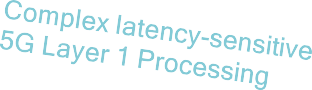 Complex latency-sensitive
5G Layer 1 Processing